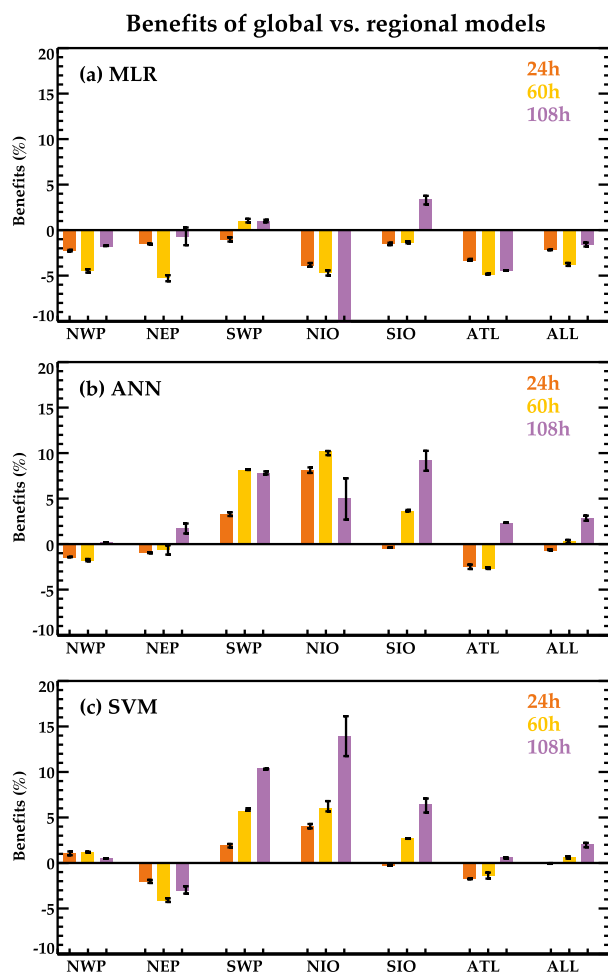 Benefits of global vs. regional models
(a) MLR
24h
60h
108h
Benefits (%)
20
15
10
5
0
-5
-10
NWP NEP SWP NIO SIO ATL ALL
(b) ANN
24h
60h
108h
Benefits (%)
20
15
10
5
0
-5
-10
NWP NEP SWP NIO SIO ATL ALL
(c) SVM
24h
60h
108h
Benefits (%)
20
15
10
5
0
-5
-10
NWP NEP SWP NIO SIO ATL ALL